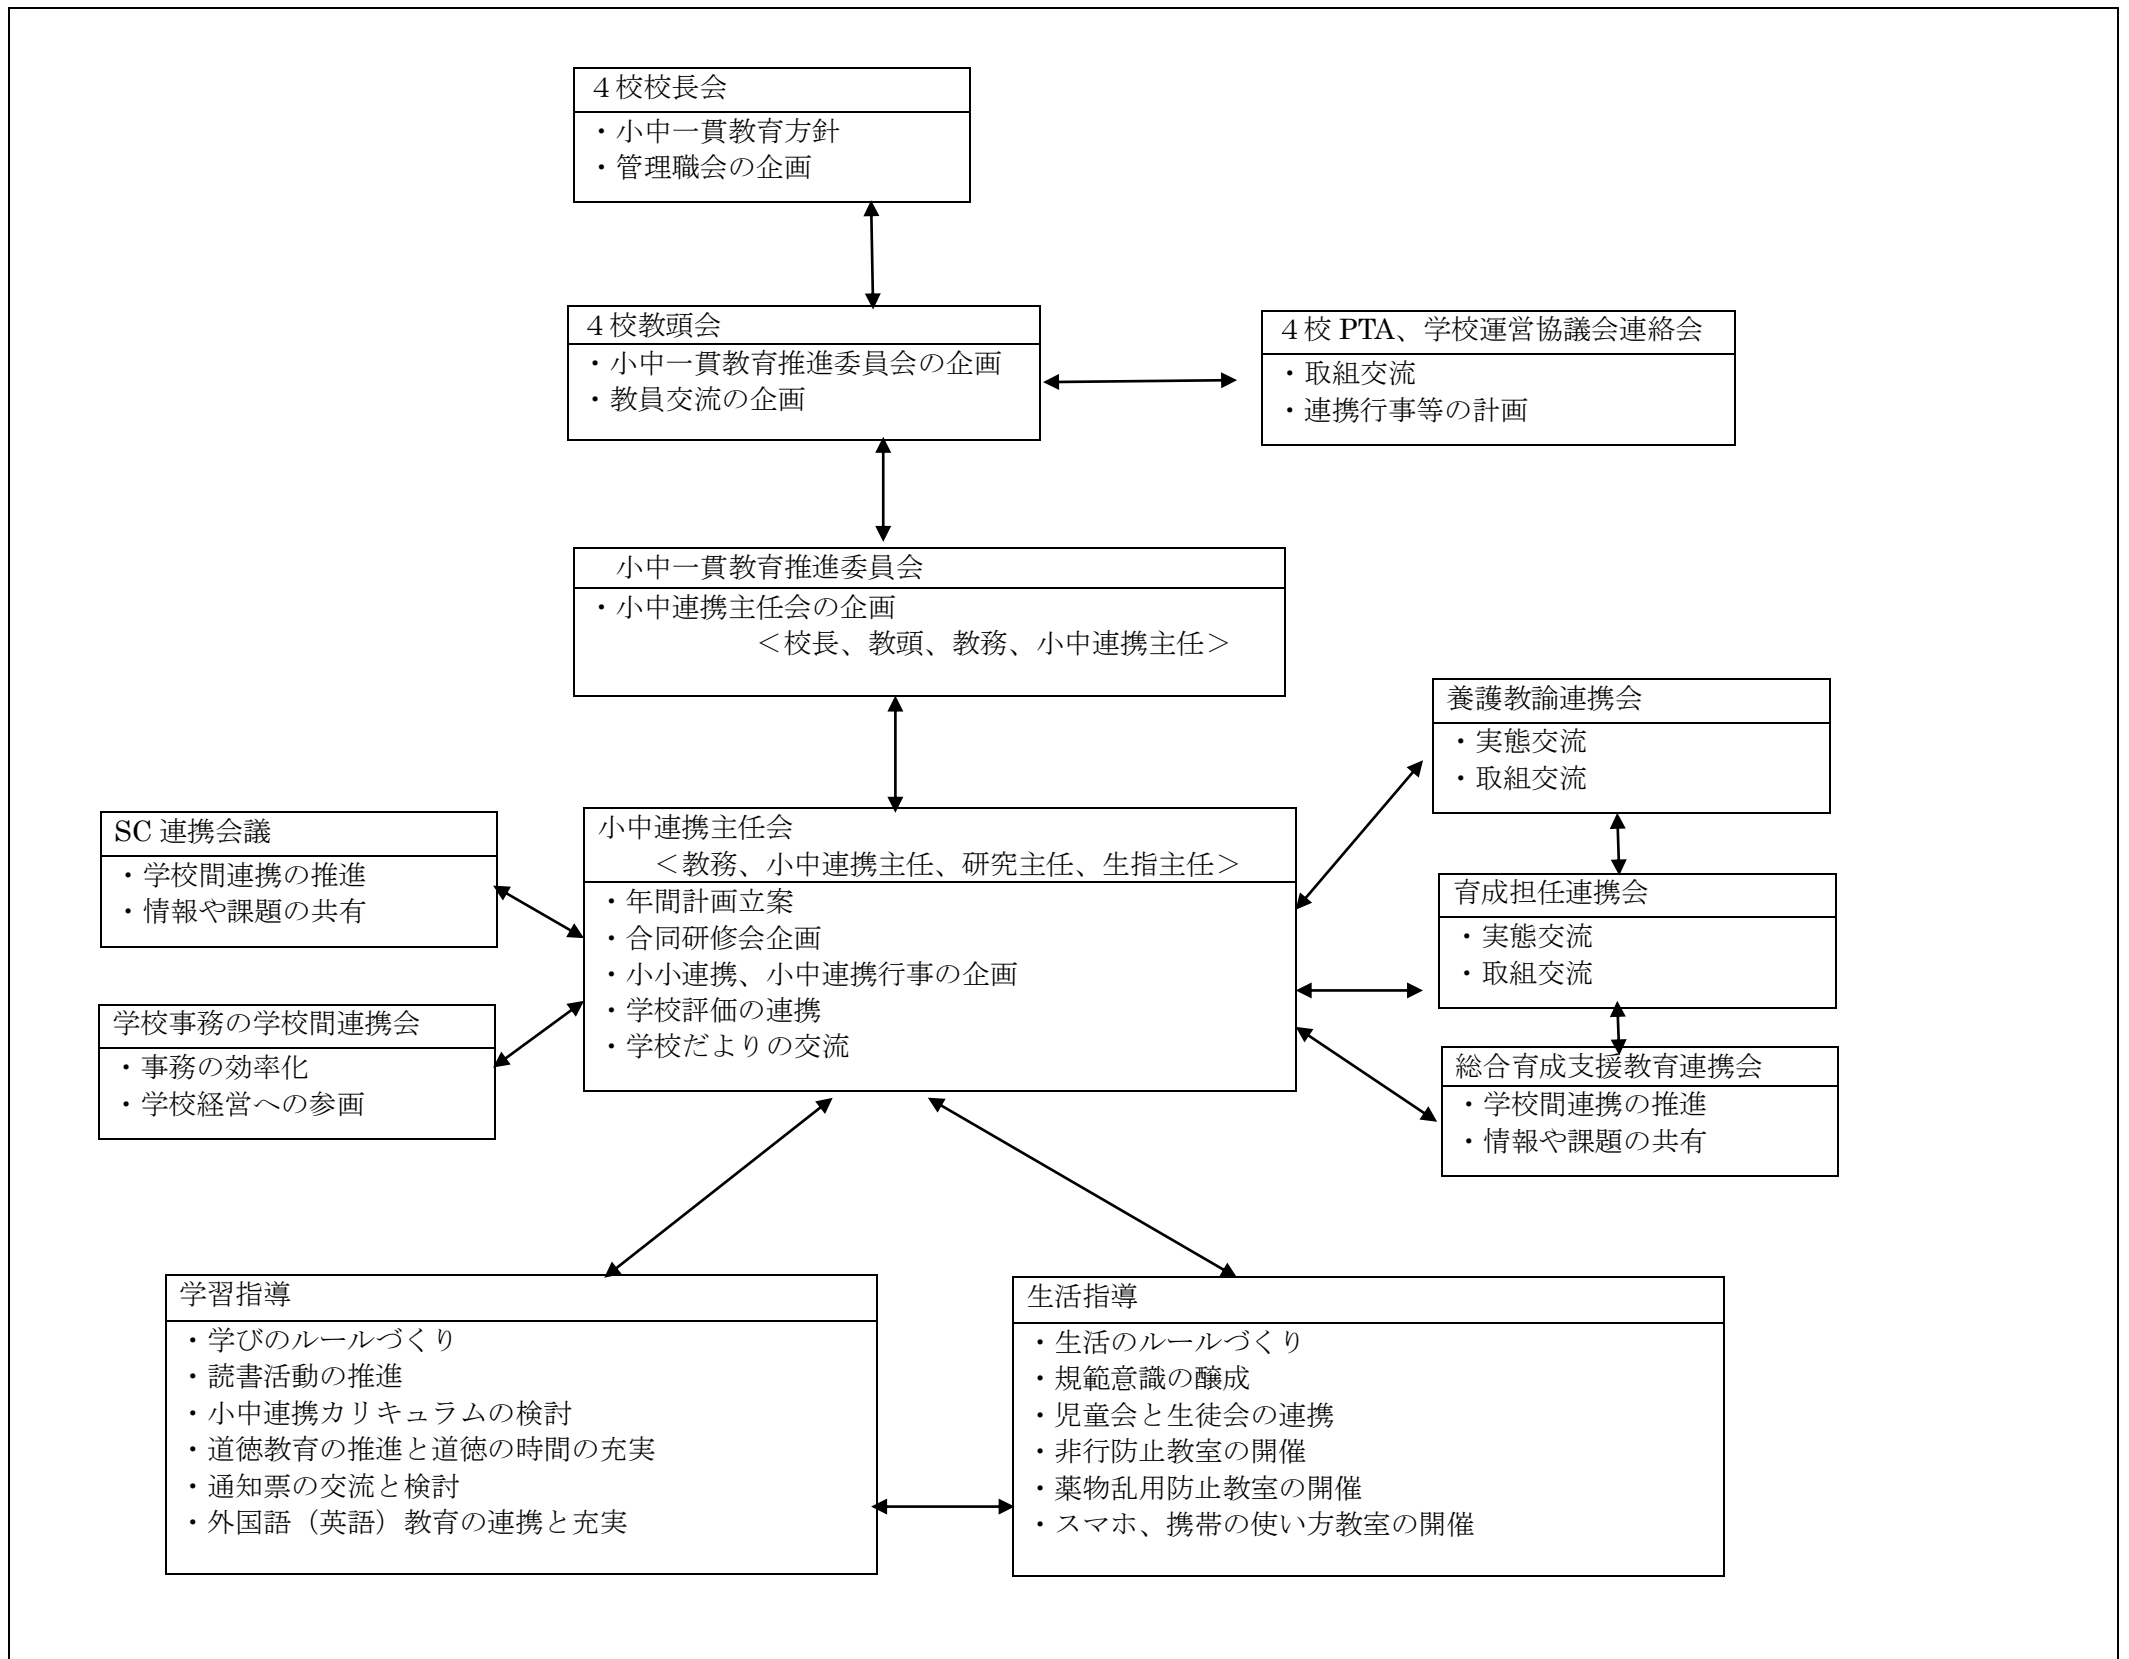 ４校校長会
・小中一貫教育方針
・管理職会の企画
４校教頭会
・小中一貫教育推進委員会の企画
・教員交流の企画
４校 PTA、学校運営協議会連絡会
・取組交流
・連携行事等の計画
小中一貫教育推進委員会
・小中連携主任会の企画
＜校長、教頭、教務、小中連携主任＞
養護教諭連携会
・実態交流
・取組交流
SC 連携会議
・学校間連携の推進
・情報や課題の共有
小中連携主任会
＜教務、小中連携主任、研究主任、生指主任＞
・年間計画立案
・合同研修会企画
・小小連携、小中連携行事の企画
・学校評価の連携
・学校だよりの交流
育成担任連携会
・実態交流
・取組交流
学校事務の学校間連携会
・事務の効率化
・学校経営への参画
総合育成支援教育連携会
・学校間連携の推進
・情報や課題の共有
学習指導
・学びのルールづくり
・読書活動の推進
・小中連携カリキュラムの検討
・道徳教育の推進と道徳の時間の充実
・通知票の交流と検討
・外国語（英語）教育の連携と充実
生活指導
・生活のルールづくり
・規範意識の醸成
・児童会と生徒会の連携
・非行防止教室の開催
・薬物乱用防止教室の開催
・スマホ、携帯の使い方教室の開催